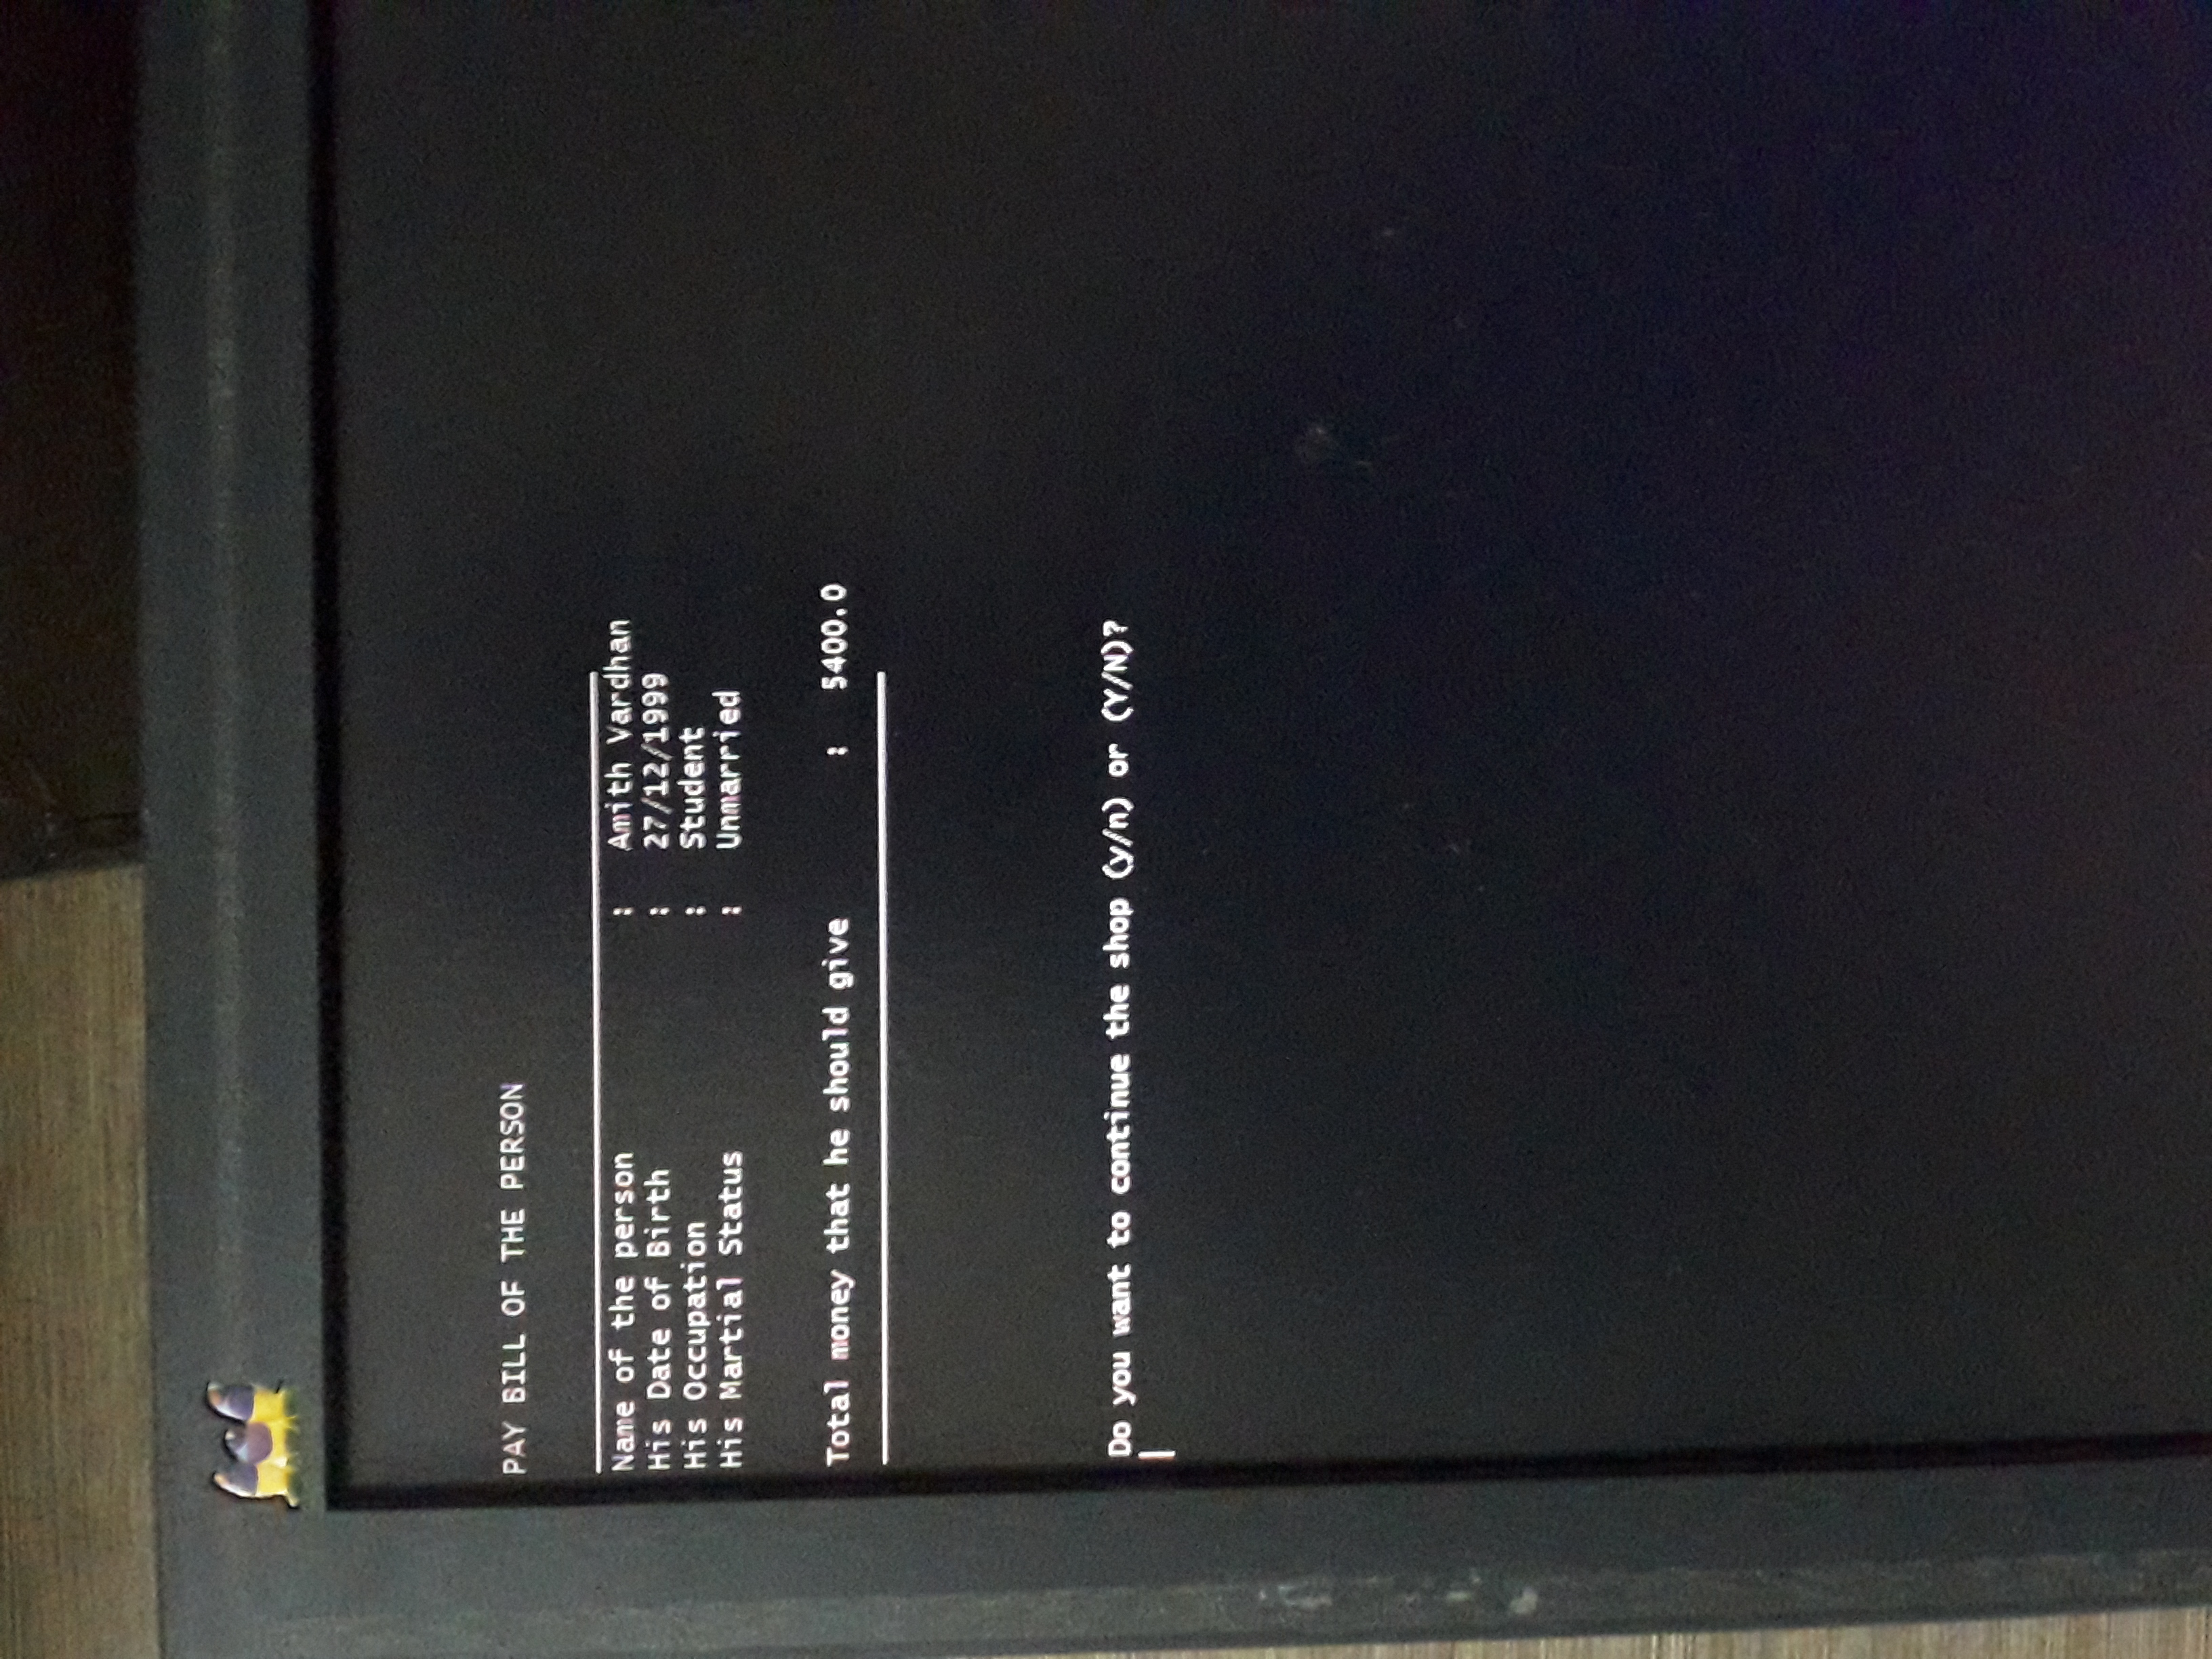 PAY BILL OF THE PERSON
Name of the person : Amith Vardhan
His Date of Birth : 27/12/1999
His Occupation : Student
His Martial Status : Unmarried
Total money that he should give : 5400.0
Do you want to continue the shop (y/n) or (Y/N)?